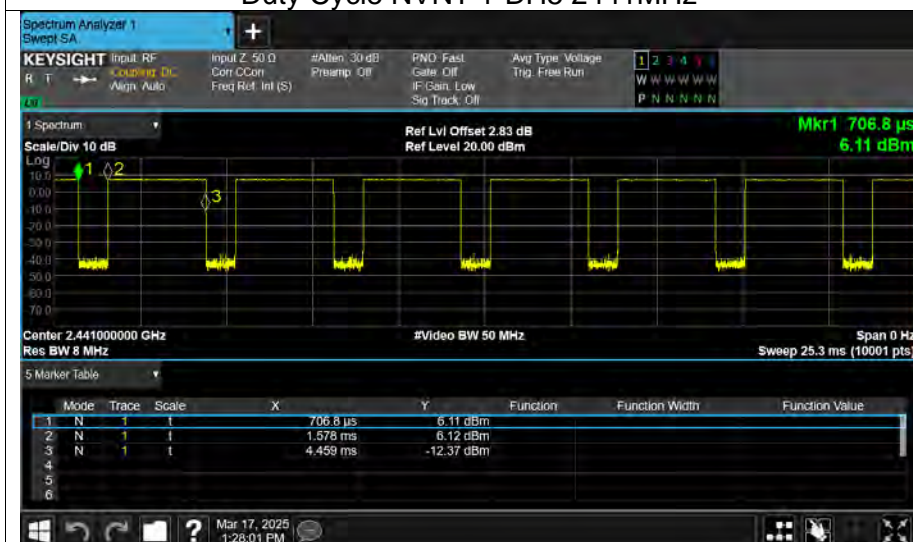 Duty Cycle NVNT 1-DH5 2441MHz
Spectrum Analyzer 1
Swept SA
+
KEYSIGHT Input: RF Input Z: 50 Ω #Atten: 30 dB PNO: Fast Avg Type: Voltage 1 2 3 4 5 6
R T Coupling: DC Corr CCorr Preamp: Off Gate: Off Trig: Free Run W W W W W W
Align: Auto Freq Ref: Int (S) IF Gain: Low
Sig Track: Off P N N N N N
1 Spectrum Ref Lvl Offset 2.83 dB Mkr1 706.8 µs
Scale/Div 10 dB Ref Level 20.00 dBm 6.11 dBm
Log
1 2
10.0
0.00
3
-10.0
-20.0
-30.0
-40.0
-50.0
-60.0
-70.0
Center 2.441000000 GHz #Video BW 50 MHz Span 0 Hz
Res BW 8 MHz Sweep 25.3 ms (10001 pts)
5 Marker Table
Mode Trace Scale X Y Function Function Width Function Value
1 N 1 t 706.8 µs 6.11 dBm
2 N 1 t 1.578 ms 6.12 dBm
3 N 1 t 4.459 ms -12.37 dBm
4
5
6
? Mar 17, 2025
1:28:01 PM